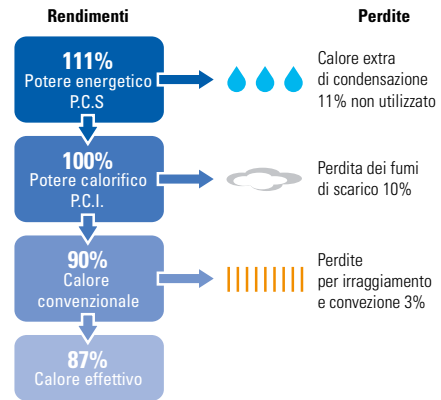 Rendimenti
Perdite
111%
Potere energetico
P.C.S
Calore extra
di condensazione
11% non utilizzato
100%
Potere calorifico
P.C.I.
Perdita dei fumi
di scarico 10%
90%
Calore
convenzionale
Perdite
per irraggiamento
e convezione 3%
87%
Calore effettivo